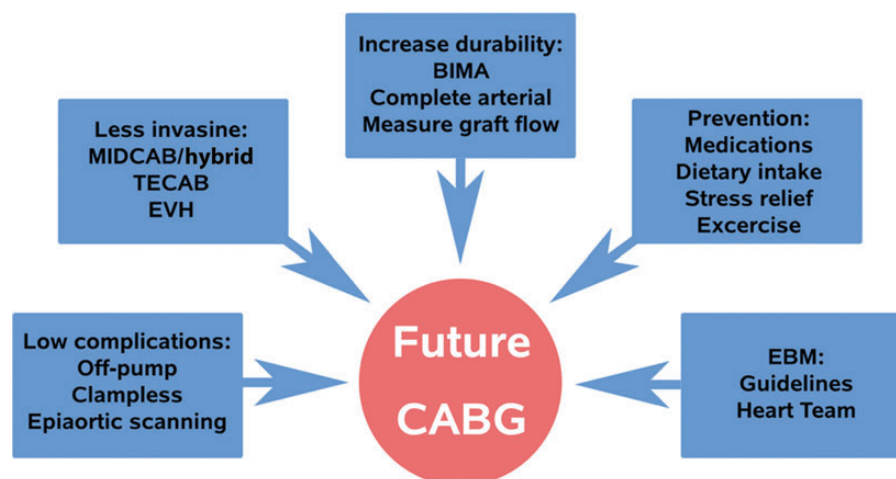 Increase durability:
BIMA
Complete arterial
Measure graft flow
Less invasine:
MIDCAB/hybrid
TECAB
EVH
Prevention:
Medications
Dietary intake
Stress relief
Excercise
Low complications:
Off-pump
Clampless
Epiaortic scanning
Future
CABG
EBM:
Guidelines
Heart Team